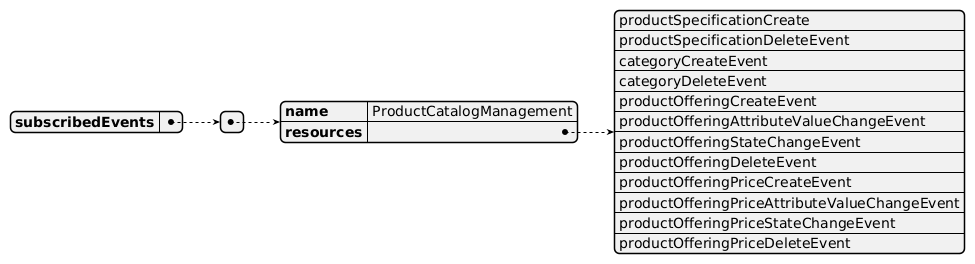 subscribedEvents
name ProductCatalogManagement
resources
productSpecificationCreate
productSpecificationDeleteEvent
categoryCreateEvent
categoryDeleteEvent
productOfferingCreateEvent
productOfferingAttributeValueChangeEvent
productOfferingStateChangeEvent
productOfferingDeleteEvent
productOfferingPriceCreateEvent
productOfferingPriceAttributeValueChangeEvent
productOfferingPriceStateChangeEvent
productOfferingPriceDeleteEvent